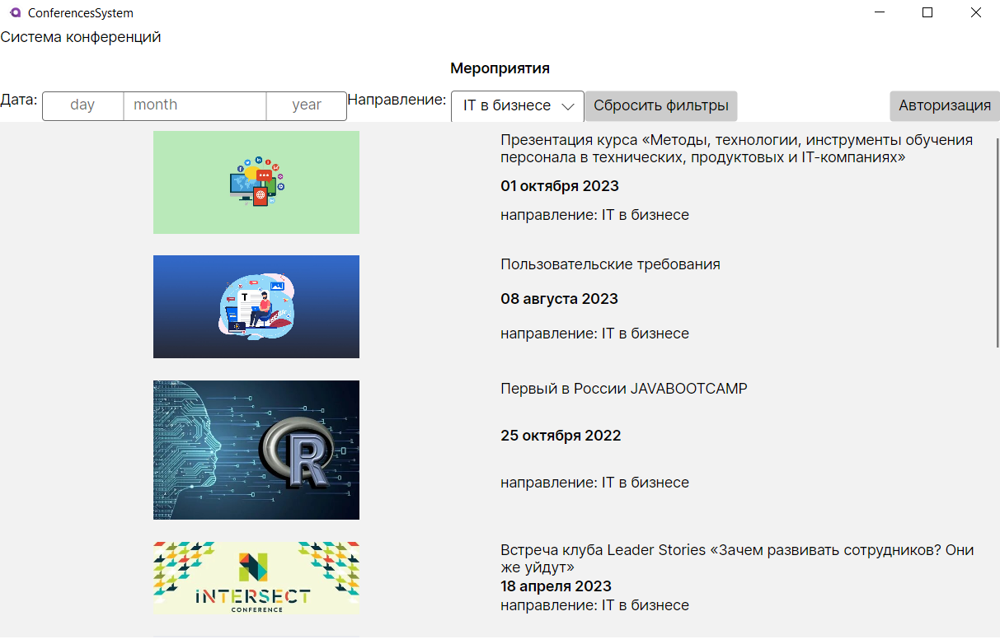 ConferencesSystem
Система конференций
Мероприятия
Дата: day month year Направление: IT в бизнесе Сбросить фильтры Авторизация
Презентация курса «Методы, технологии, инструменты обучения
персонала в технических, продуктовых и IT-компаниях»
01 октября 2023
направление: IT в бизнесе
Пользовательские требования
08 августа 2023
направление: IT в бизнесе
T
Первый в России JAVABOOTCAMP
25 октября 2022
направление: IT в бизнесе
R
Встреча клуба Leader Stories «Зачем развивать сотрудников? Они
же уйдут»
18 апреля 2023
направление: IT в бизнесе
INTERSECT
CONFERENCE